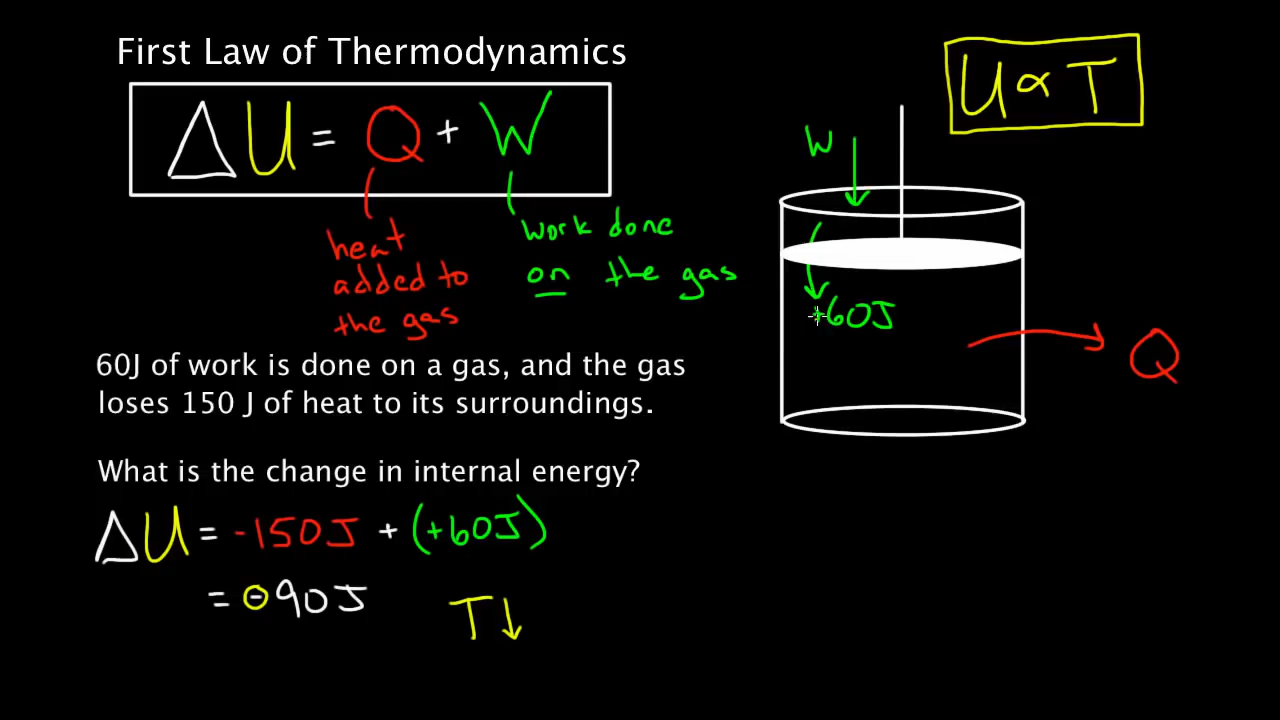 First Law of Thermodynamics
ΔU = Q + W
heat
added to
the gas
work done
on the gas
60J of work is done on a gas, and the gas
loses 150 J of heat to its surroundings.
What is the change in internal energy?
ΔU = -150J + (+60J)
= -90J
T↓
U ∝ T
W
+60J
Q